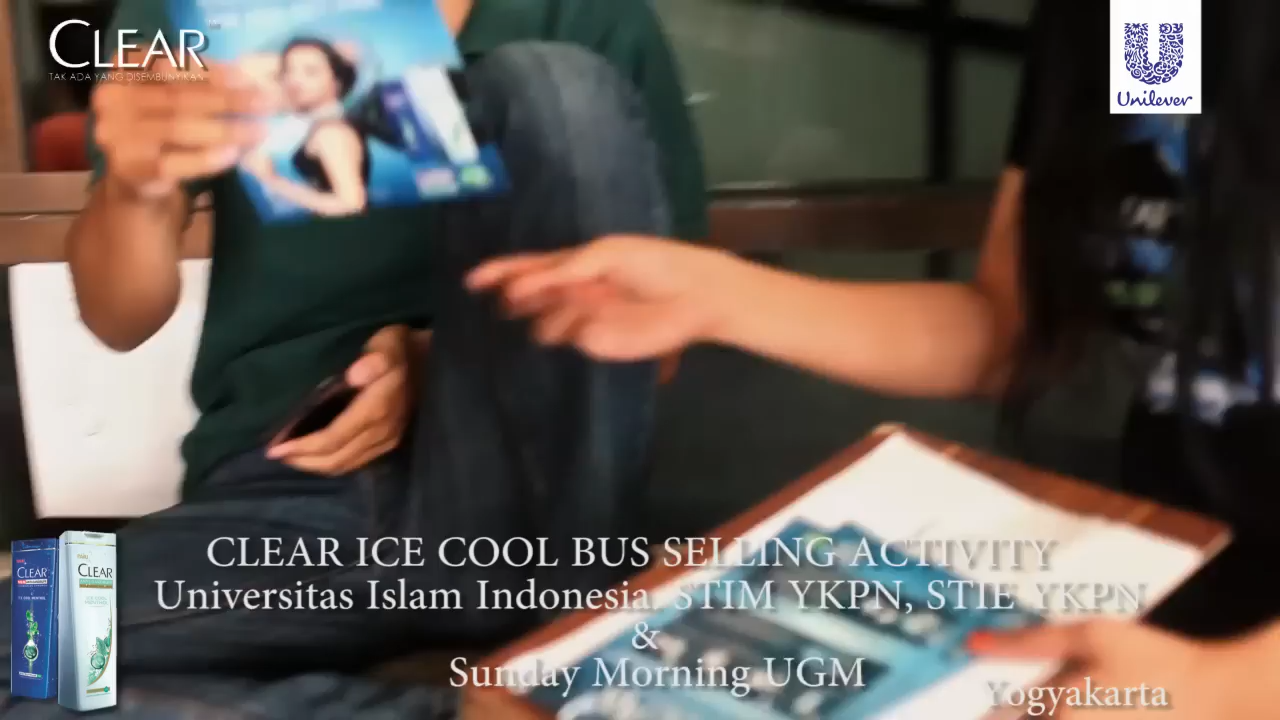 CLEAR
TAK ADA YANG DISEMBUNYIKAN
Unilever
CLEAR ICE COOL BUS SELLING ACTIVITY
Universitas Islam Indonesia, STIM YKPN, STIE YKPN
&
Sunday Morning UGM
Yogyakarta
CLEAR
CLEAR